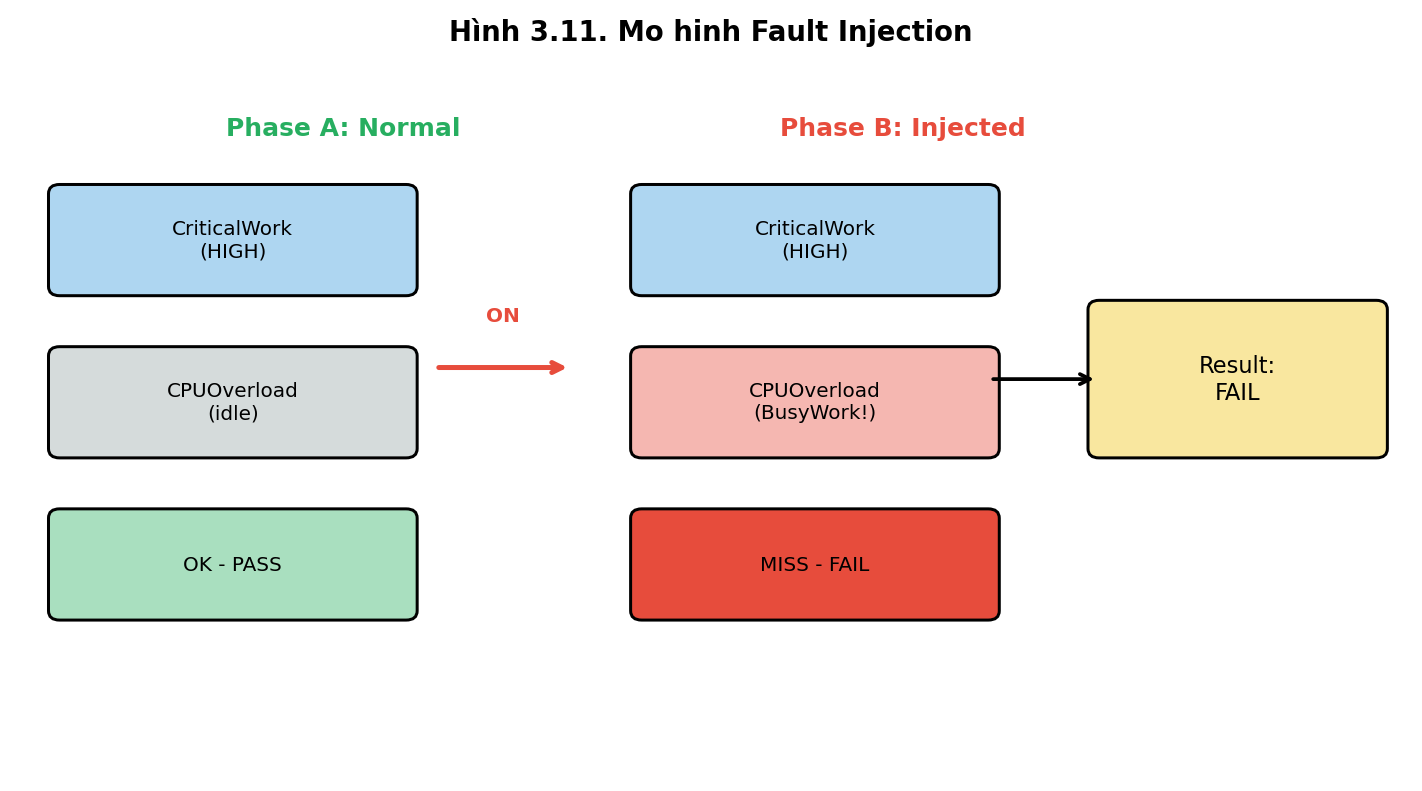 Hình 3.11. Mo hinh Fault Injection
Phase A: Normal
CriticalWork
(HIGH)
CPUOverload
(idle)
OK - PASS
ON
Phase B: Injected
CriticalWork
(HIGH)
CPUOverload
(BusyWork!)
MISS - FAIL
Result:
FAIL